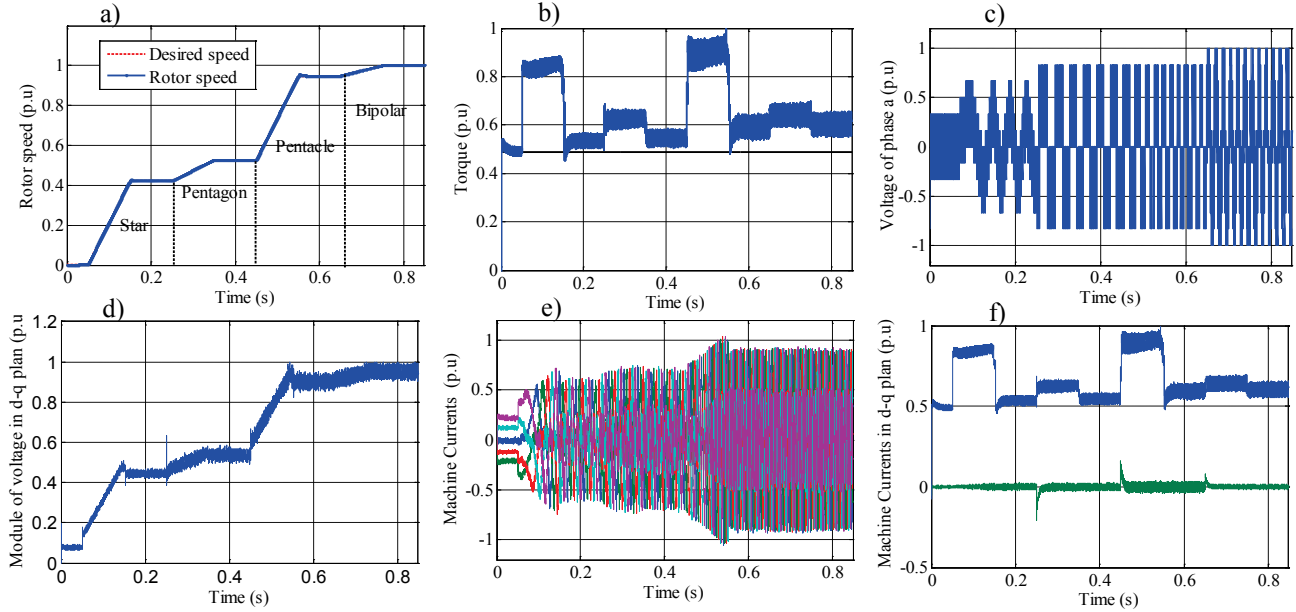 a)
Desired speed
Rotor speed
Star
Pentagon
Pentacle
Bipolar
Rotor speed (p.u)
1
0.8
0.6
0.4
0.2
0
0
0.2
0.4
0.6
0.8
Time (s)
b)
Torque (p.u)
1
0.8
0.6
0.4
0.2
0
0
0.2
0.4
0.6
0.8
Time (s)
c)
Voltage of phase a (p.u)
1
0.5
0
-0.5
-1
0
0.2
0.4
0.6
0.8
Time (s)
d)
Module of voltage in d-q plan (p.u
1.2
1
0.8
0.6
0.4
0.2
0
0
0.2
0.4
0.6
0.8
Time (s)
e)
Machine Currents (p.u)
1
0.5
0
-0.5
-1
0
0.2
0.4
0.6
0.8
Time (s)
f)
Machine Currents in d-q plan (p.u)
1
0.5
0
-0.5
0
0.2
0.4
0.6
0.8
Time (s)